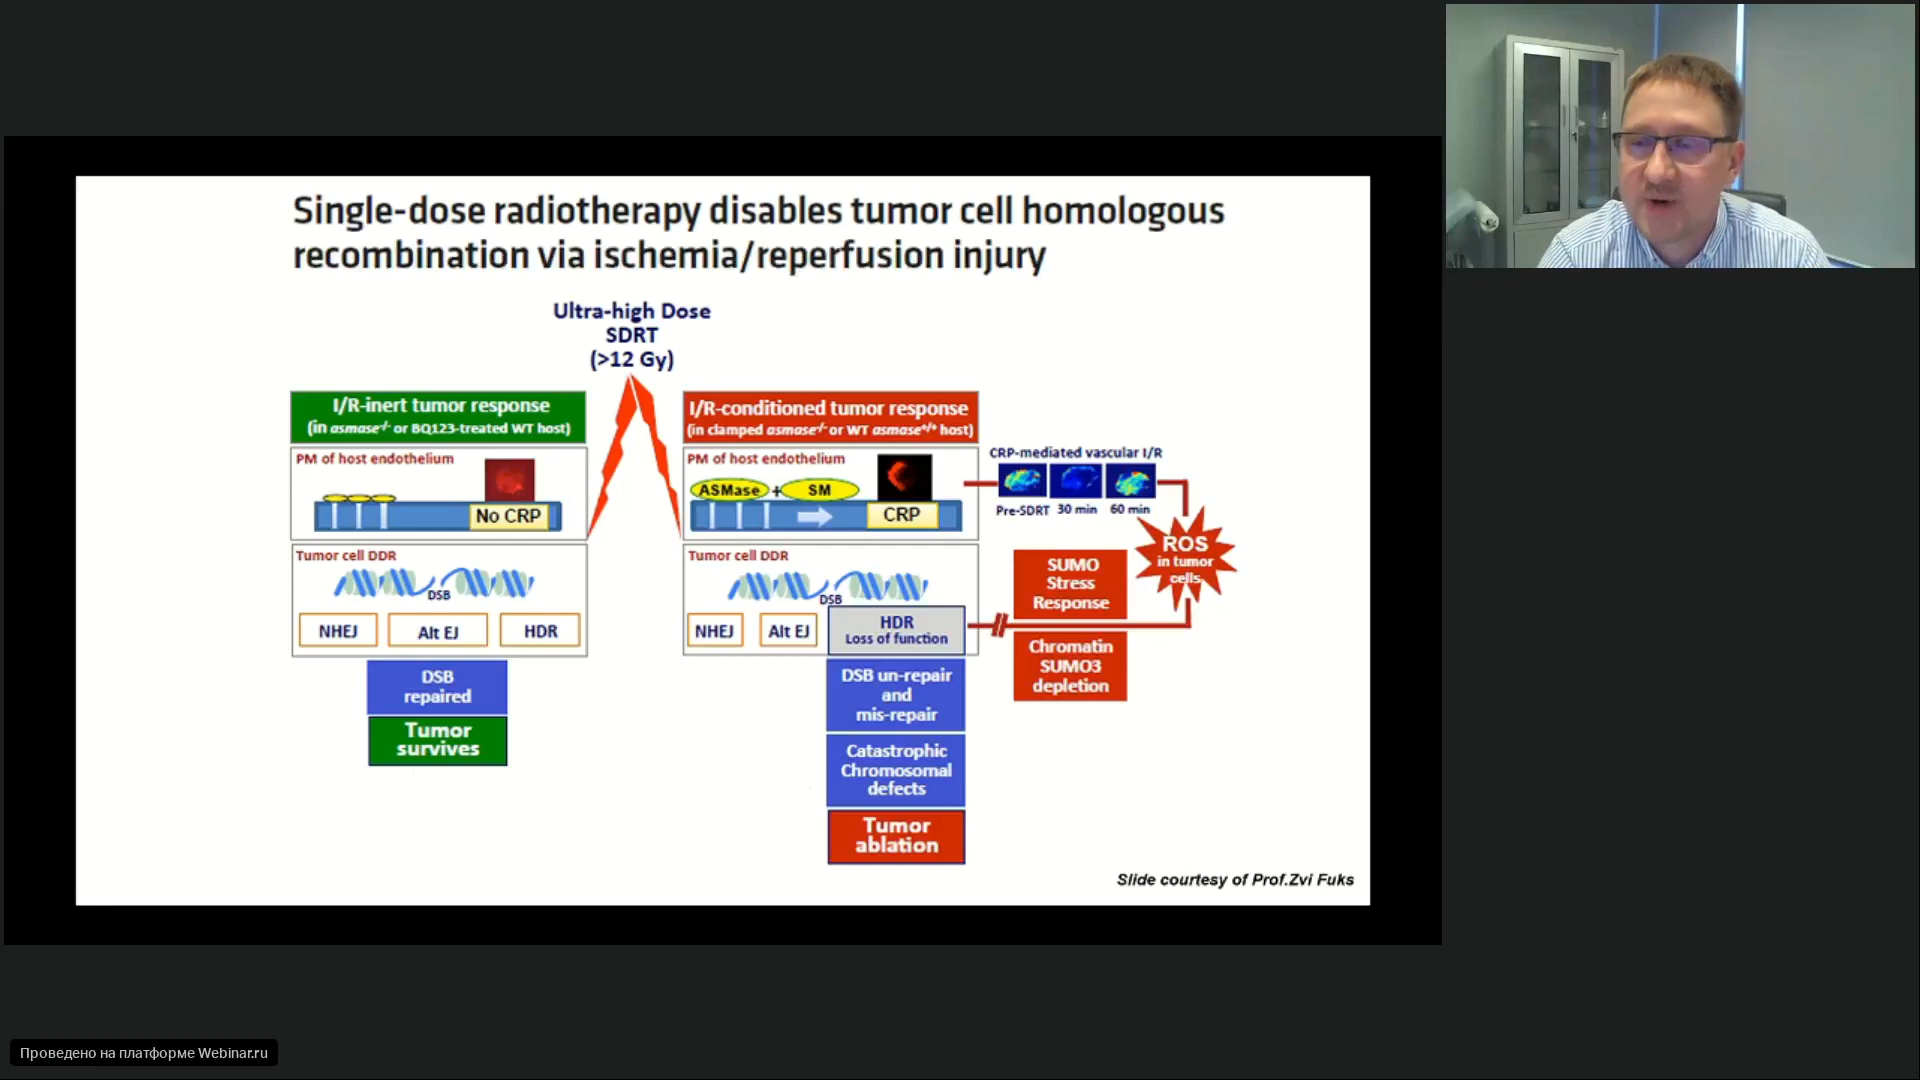 Single-dose radiotherapy disables tumor cell homologous
recombination via ischemia/reperfusion injury
Ultra-high Dose
SDRT
(>12 Gy)
I/R-inert tumor response
(in asmase-/- or BQ123-treated WT host)
PM of host endothelium
No CRP
Tumor cell DDR
DSB
NHEJ
Alt EJ
HDR
DSB
repaired
Tumor
survives
I/R-conditioned tumor response
(in clamped asmase-/- or WT asmase+/+ host)
PM of host endothelium
ASMase + SM
CRP
Tumor cell DDR
DSB
NHEJ
Alt EJ
HDR
Loss of function
DSB un-repair
and
mis-repair
Catastrophic
Chromosomal
defects
Tumor
ablation
CRP-mediated vascular I/R
Pre-SDRT 30 min 60 min
ROS
in tumor
cells
SUMO
Stress
Response
Chromatin
SUMO3
depletion
Slide courtesy of Prof.Zvi Fuks
Проведено на платформе Webinar.ru